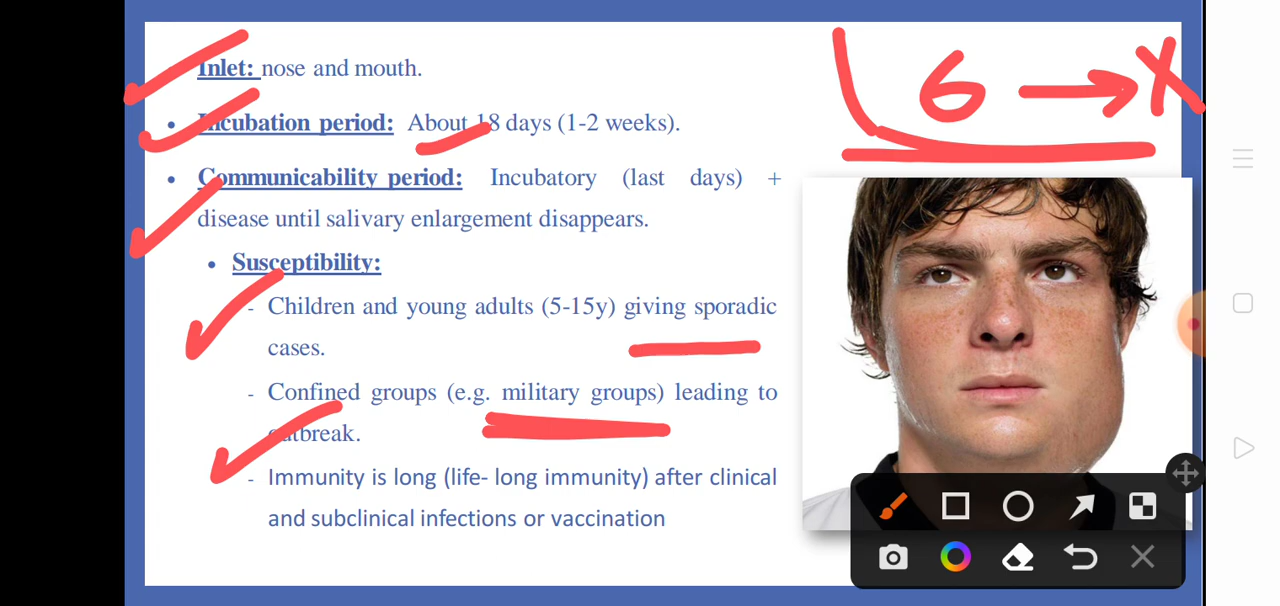 Inlet: nose and mouth.
• Incubation period: About 18 days (1-2 weeks).
• Communicability period: Incubatory (last days) +
disease until salivary enlargement disappears.
• Susceptibility:
- Children and young adults (5-15y) giving sporadic
cases.
- Confined groups (e.g. military groups) leading to
outbreak.
- Immunity is long (life- long immunity) after clinical
and subclinical infections or vaccination
6 → X